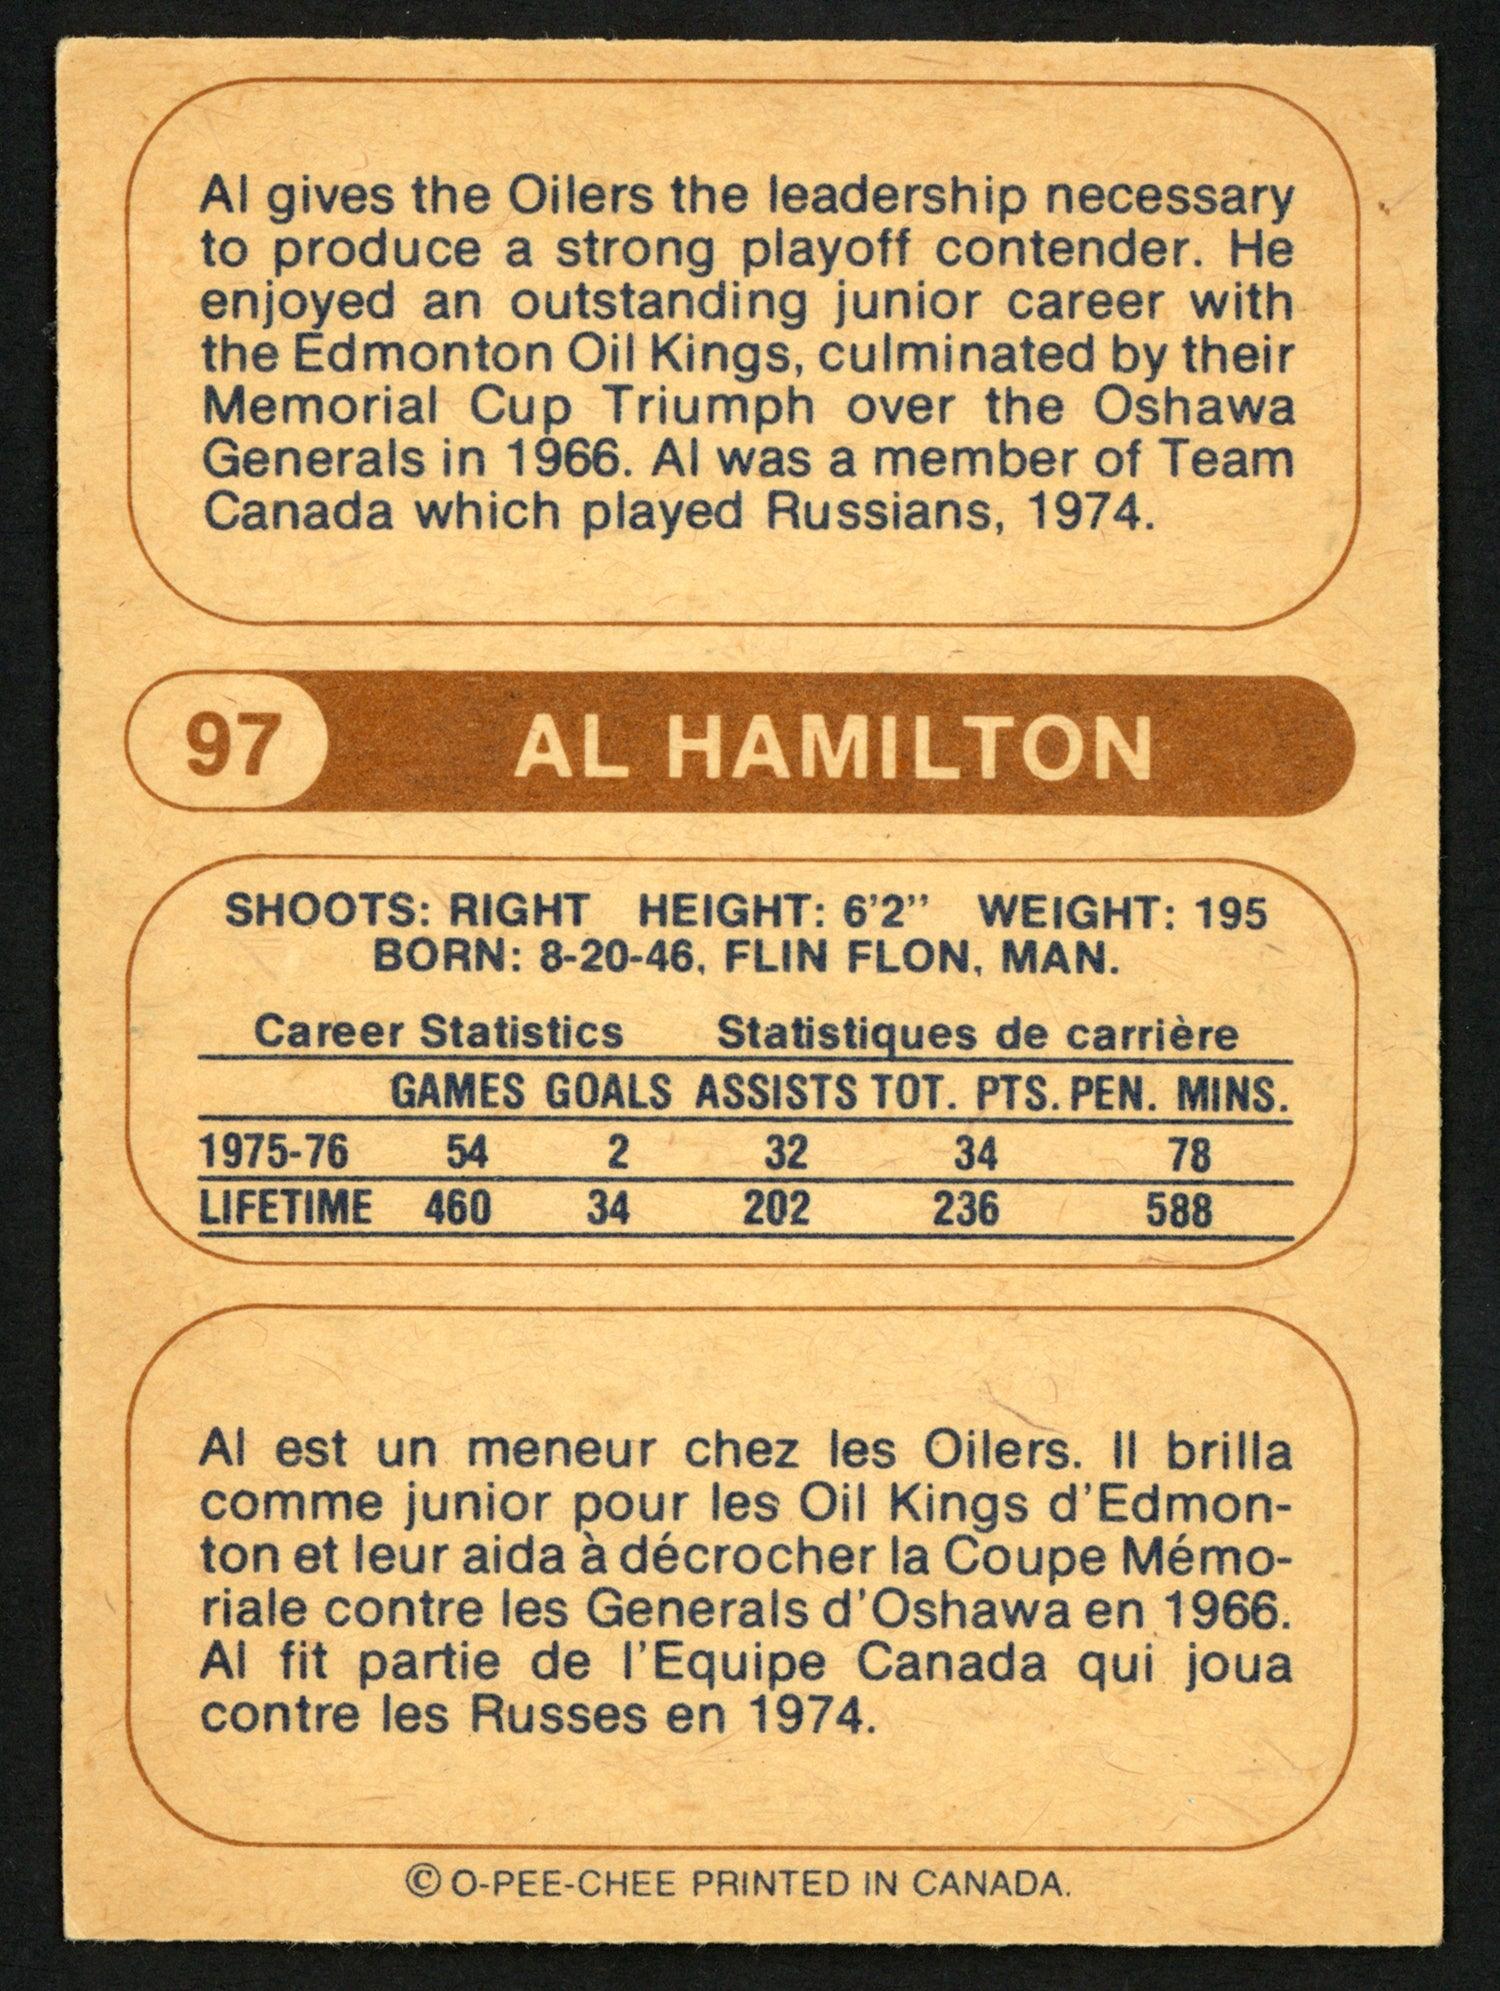 Al gives the Oilers the leadership necessary
to produce a strong playoff contender. He
enjoyed an outstanding junior career with
the Edmonton Oil Kings, culminated by their
Memorial Cup Triumph over the Oshawa
Generals in 1966. Al was a member of Team
Canada which played Russians, 1974.
97 AL HAMILTON
SHOOTS: RIGHT HEIGHT: 6'2" WEIGHT: 195
BORN: 8-20-46, FLIN FLON, MAN.
Career Statistics Statistiques de carrière
GAMES GOALS ASSISTS TOT. PTS. PEN. MINS.
1975-76 54 2 32 34 78
LIFETIME 460 34 202 236 588
Al est un meneur chez les Oilers. Il brilla
comme junior pour les Oil Kings d'Edmon-
ton et leur aida à décrocher la Coupe Mémo-
riale contre les Generals d'Oshawa en 1966.
Al fit partie de l'Equipe Canada qui joua
contre les Russes en 1974.
© O-PEE-CHEE PRINTED IN CANADA.